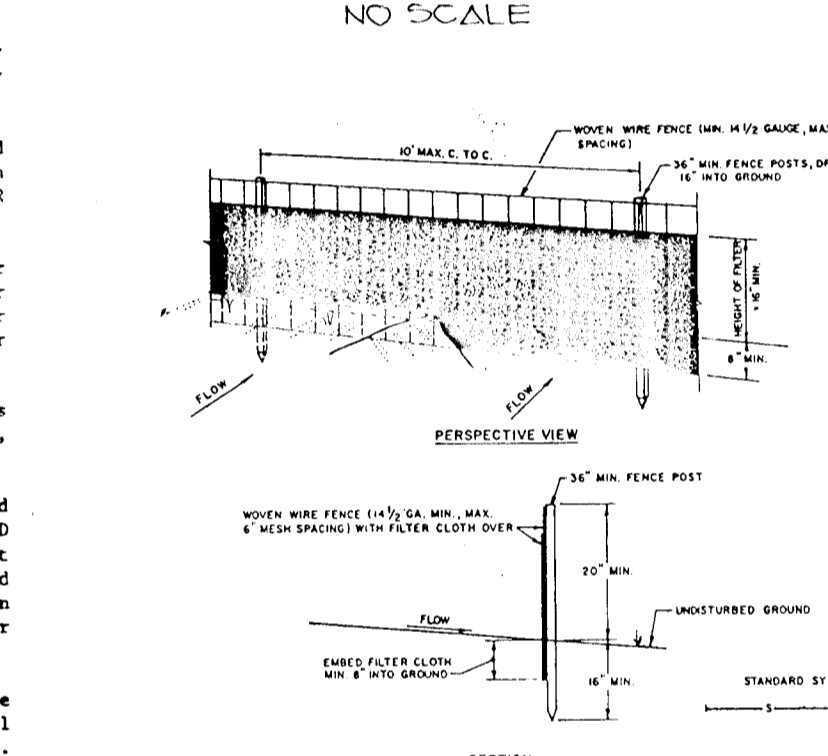 NO SCALE
WOVEN WIRE FENCE (MIN. 14 1/2 GAUGE, MAX
SPACING)
10' MAX. C. TO C.
36" MIN. FENCE POSTS, DR
16" INTO GROUND
HEIGHT OF FILTER
16" MIN.
8" MIN.
FLOW
FLOW
PERSPECTIVE VIEW
36" MIN. FENCE POST
WOVEN WIRE FENCE (14 1/2 GA. MIN., MAX.
6" MESH SPACING) WITH FILTER CLOTH OVER
20" MIN.
FLOW
UNDISTURBED GROUND
EMBED FILTER CLOTH
MIN. 8" INTO GROUND
16" MIN.
STANDARD SY
S